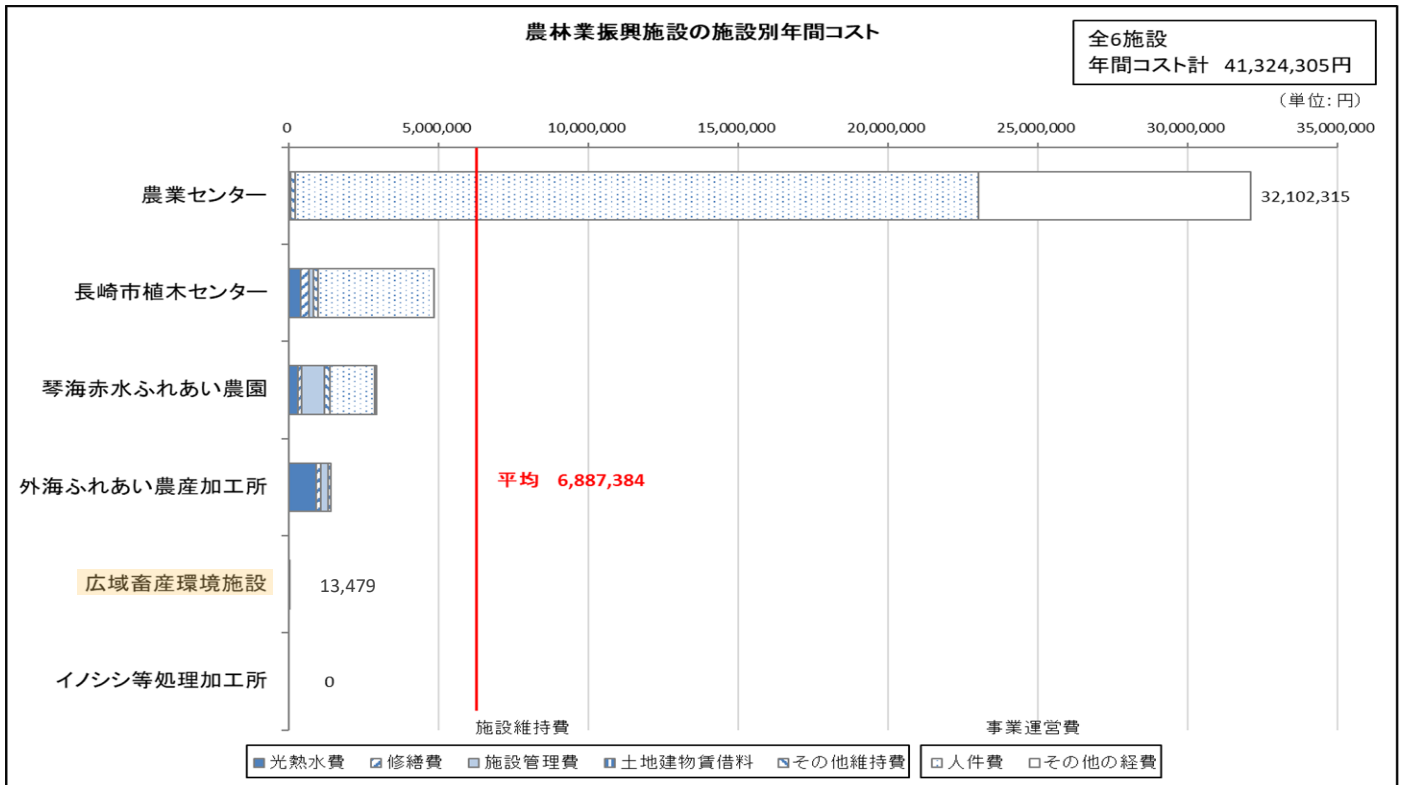 農林業振興施設の施設別年間コスト
全6施設
年間コスト計 41,324,305円
（単位：円）
0 5,000,000 10,000,000 15,000,000 20,000,000 25,000,000 30,000,000 35,000,000
農業センター 32,102,315
長崎市植木センター
琴海赤水ふれあい農園
外海ふれあい農産加工所
平均 6,887,384
広域畜産環境施設 13,479
イノシシ等処理加工所 0
施設維持費 事業運営費
光熱水費 修繕費 施設管理費 土地建物賃借料 その他維持費 人件費 その他の経費